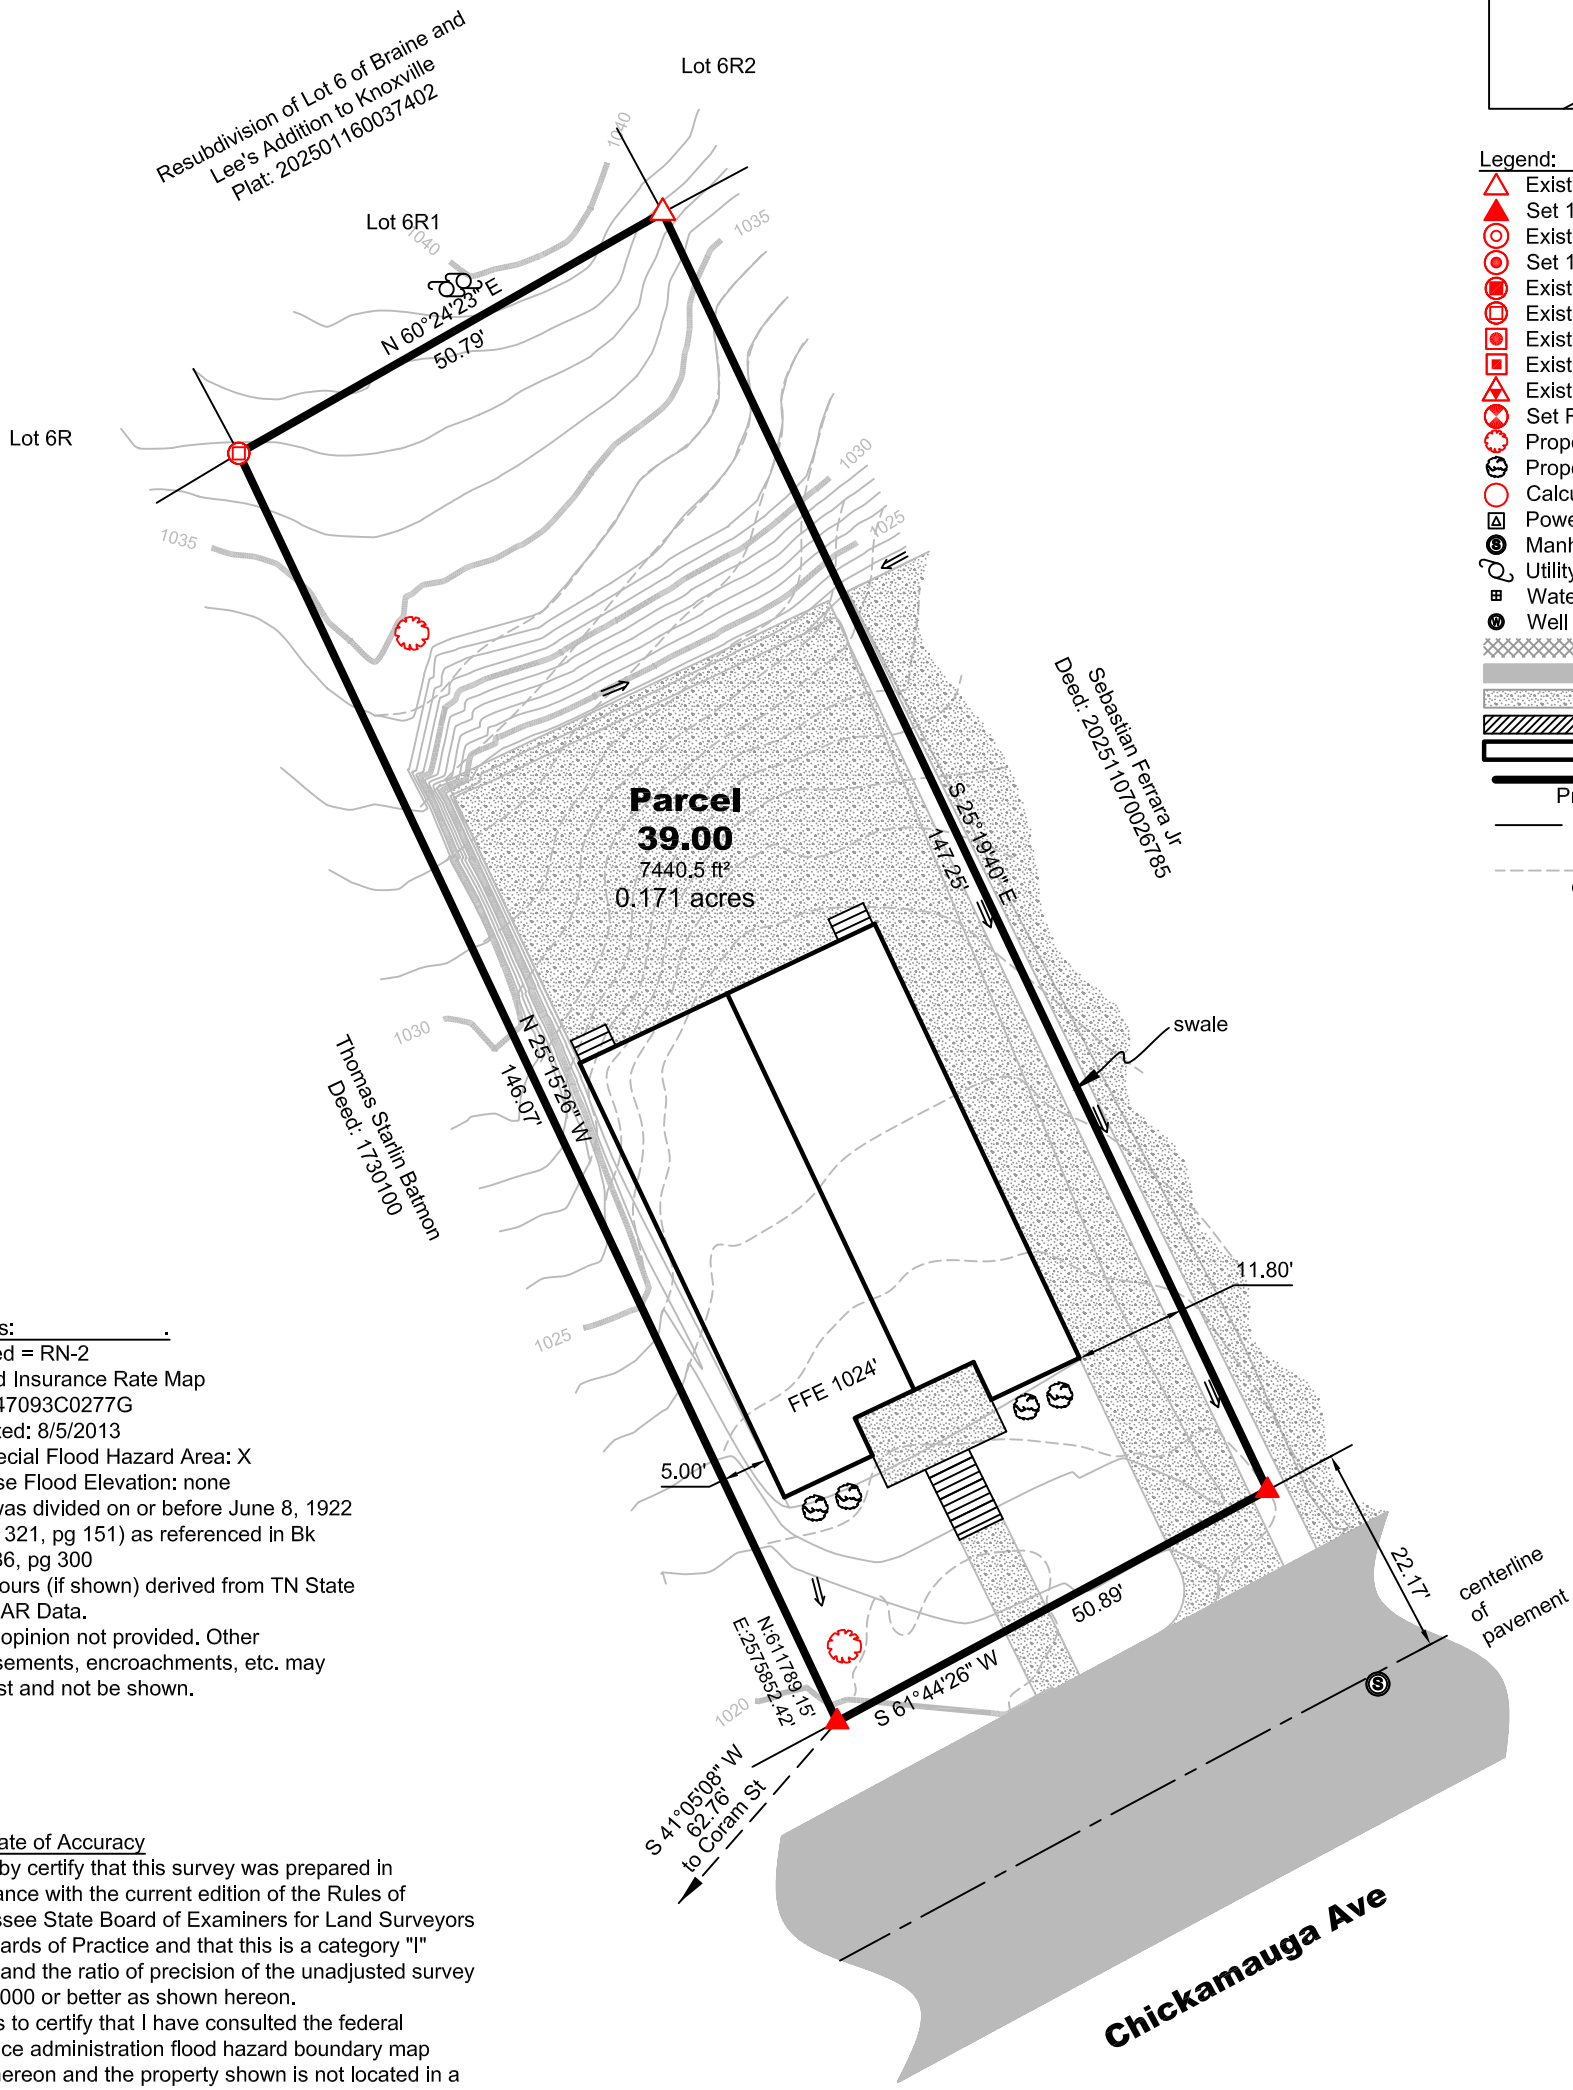 Resubdivision of Lot 6 of Braine and
Lee's Addition to Knoxville
Plat: 202501160037402
Lot 6R2
Lot 6R1
Lot 6R
1040
1040
1035
N 60°24'23" E
50.79'
1035
1030
1025
Sebastian Ferrara Jr
Deed: 202511070026785
S 25°19'40" E
147.25'
Parcel
39.00
7440.5 ft²
0.171 acres
swale
1030
Thomas Starlin Batmon
Deed: 1730100
N 25°15'26" W
146.07'
1025
11.80'
FFE 1024'
5.00'
22.17'
centerline
of
pavement
50.89'
S 61°44'26" W
N:611789.15'
E:2575852.42'
1020
S 41°05'08" W
62.76'
to Coram St
S
Chickamauga Ave
Legend:
Exist
Set 1
Exist
Set 1
Exist
Exist
Exist
Exist
Exist
Set
Prope
Prope
Calcu
Powe
Manh
Utility
Wate
Well
s:
ed = RN-2
d Insurance Rate Map
47093C0277G
ted: 8/5/2013
ecial Flood Hazard Area: X
se Flood Elevation: none
was divided on or before June 8, 1922
321, pg 151) as referenced in Bk
36, pg 300
ours (if shown) derived from TN State
AR Data.
opinion not provided. Other
sements, encroachments, etc. may
st and not be shown.
ate of Accuracy
by certify that this survey was prepared in
ance with the current edition of the Rules of
ssee State Board of Examiners for Land Surveyors
ards of Practice and that this is a category "I"
and the ratio of precision of the unadjusted survey
000 or better as shown hereon.
s to certify that I have consulted the federal
ce administration flood hazard boundary map
hereon and the property shown is not located in a